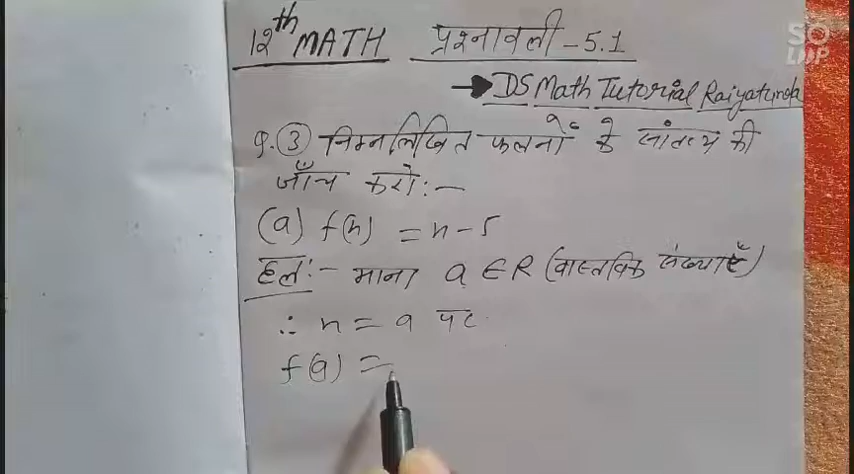 12th MATH प्रश्नावली - 5.1
→ DS Math Tutorial Raiyatunda
Q. ③ निम्नलिखित फलनों के सांतत्य की
जाँच करो:-
(a) f(n) = n - 5
हल:- माना a ∈ R (वास्तविक संख्याएँ)
∴ n = a पर
f(a) =